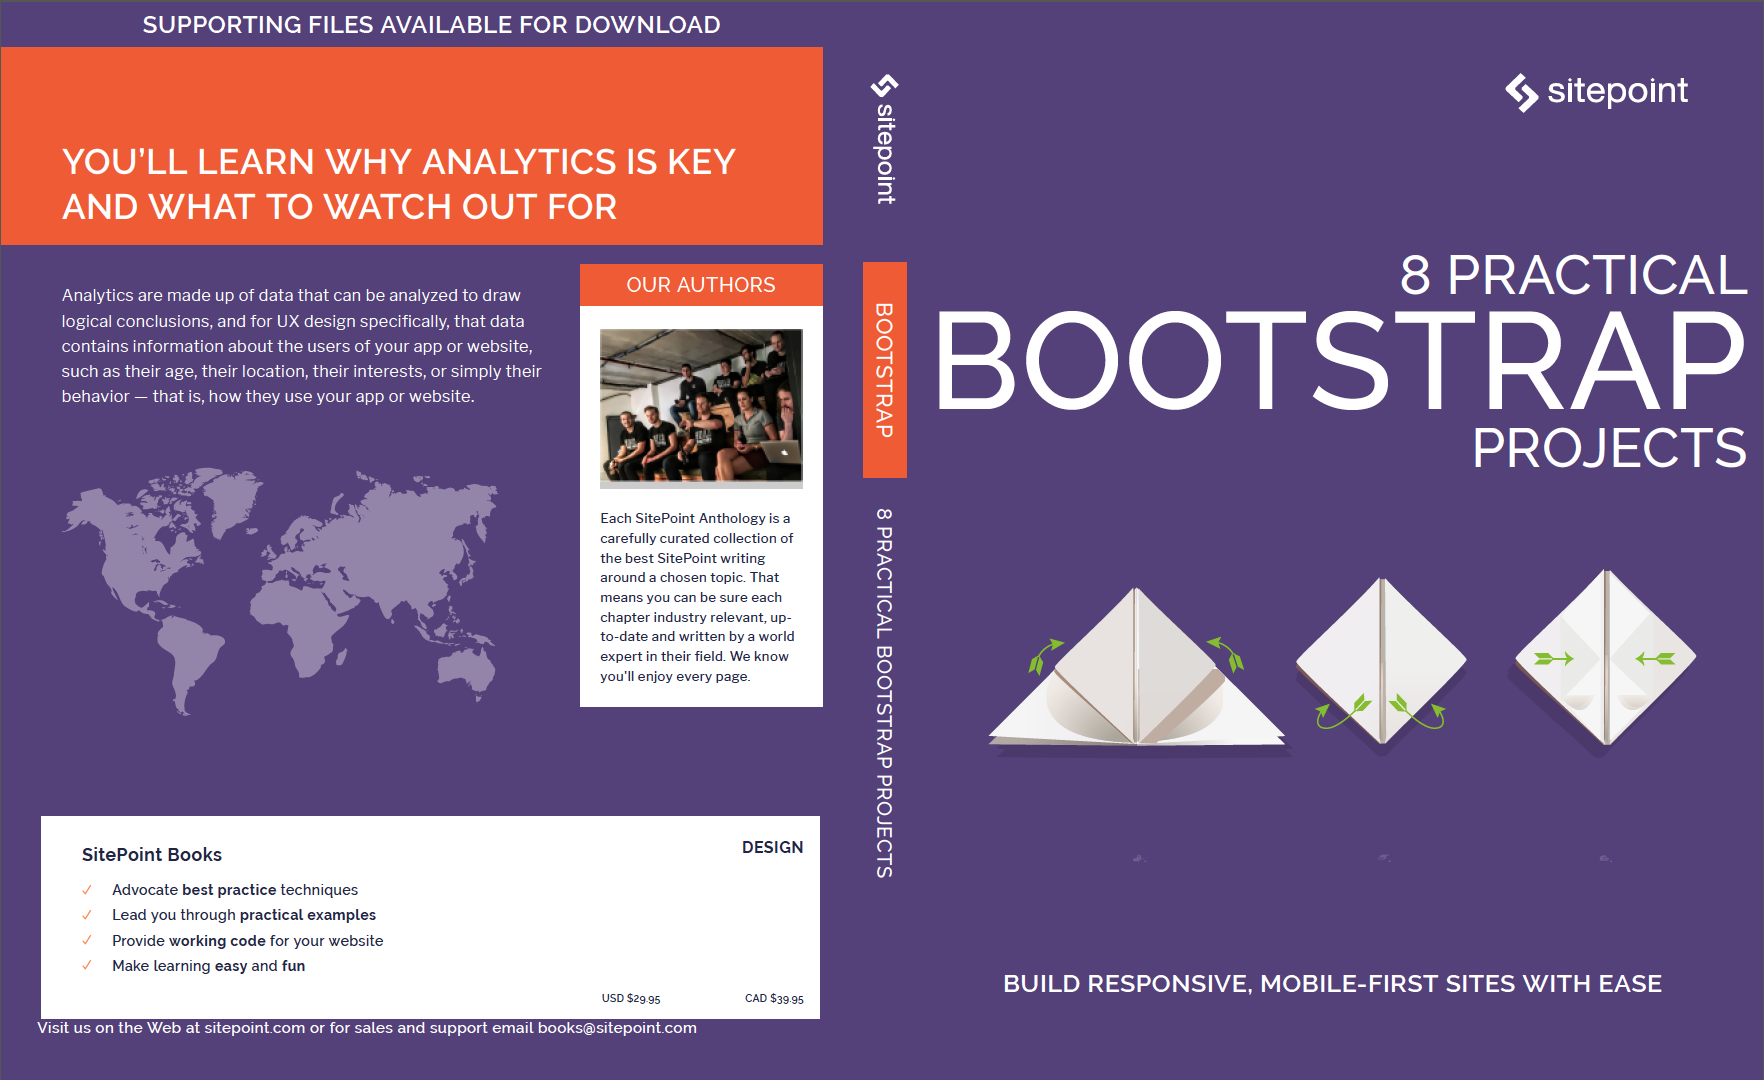 SUPPORTING FILES AVAILABLE FOR DOWNLOAD
YOU'LL LEARN WHY ANALYTICS IS KEY
AND WHAT TO WATCH OUT FOR
Analytics are made up of data that can be analyzed to draw
logical conclusions, and for UX design specifically, that data
contains information about the users of your app or website,
such as their age, their location, their interests, or simply their
behavior — that is, how they use your app or website.
OUR AUTHORS
Each SitePoint Anthology is a
carefully curated collection of
the best SitePoint writing
around a chosen topic. That
means you can be sure each
chapter industry relevant, up-
to-date and written by a world
expert in their field. We know
you'll enjoy every page.
SitePoint Books
DESIGN
✓ Advocate best practice techniques
✓ Lead you through practical examples
✓ Provide working code for your website
✓ Make learning easy and fun
USD $29.95
CAD $39.95
Visit us on the Web at sitepoint.com or for sales and support email books@sitepoint.com
sitepoint
BOOTSTRAP
8 PRACTICAL BOOTSTRAP PROJECTS
sitepoint
8 PRACTICAL
BOOTSTRAP
PROJECTS
BUILD RESPONSIVE, MOBILE-FIRST SITES WITH EASE